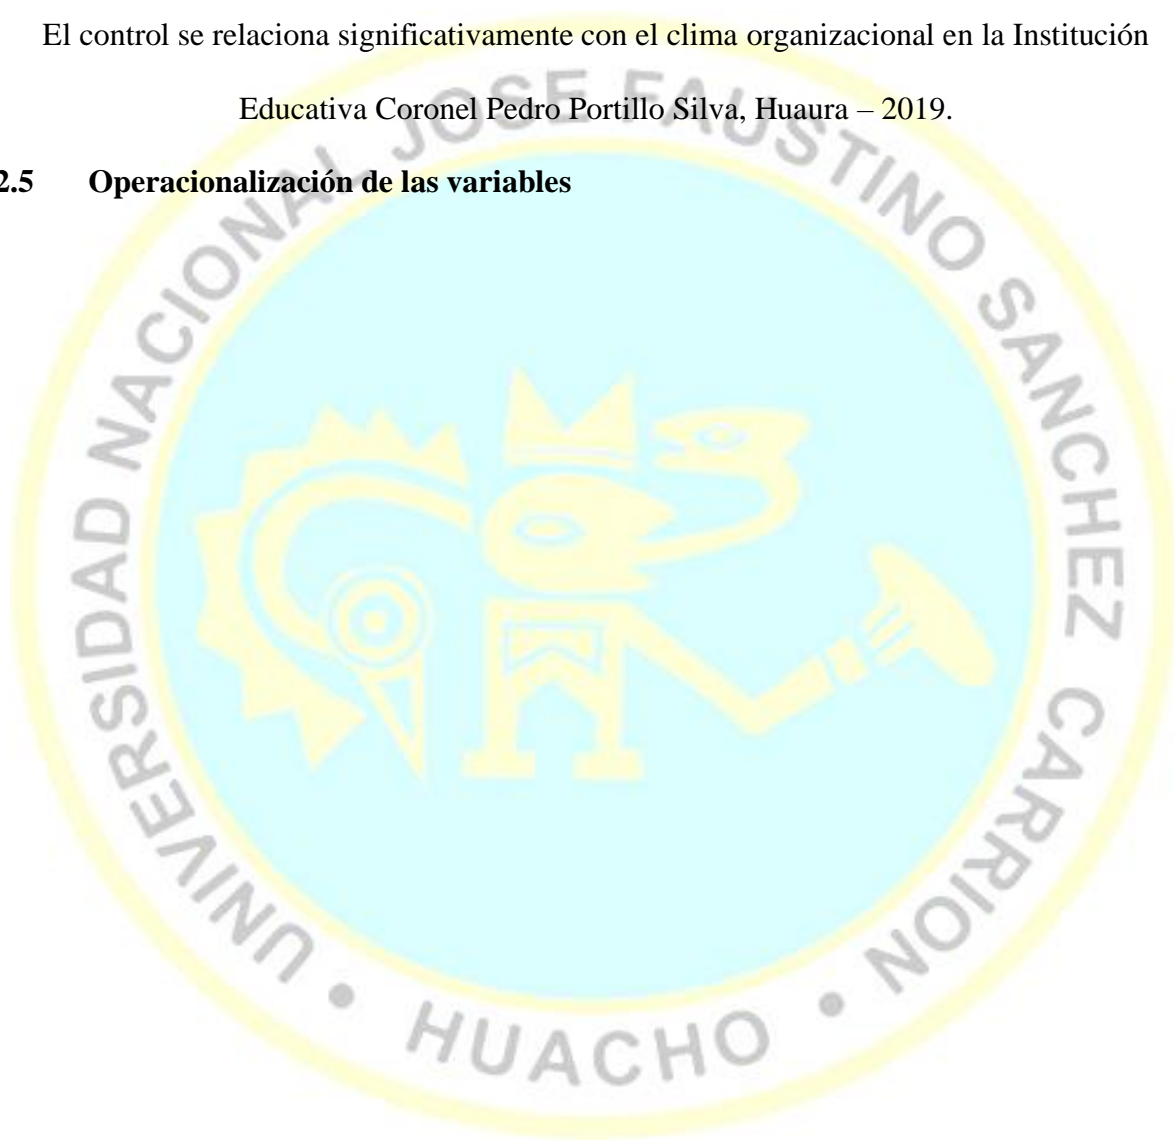 El control se relaciona significativamente con el clima organizacional en la Institución
Educativa Coronel Pedro Portillo Silva, Huaura – 2019.
2.5 Operacionalización de las variables
UNIVERSIDAD NACIONAL JOSE FAUSTINO SANCHEZ CARRION • HUACHO •